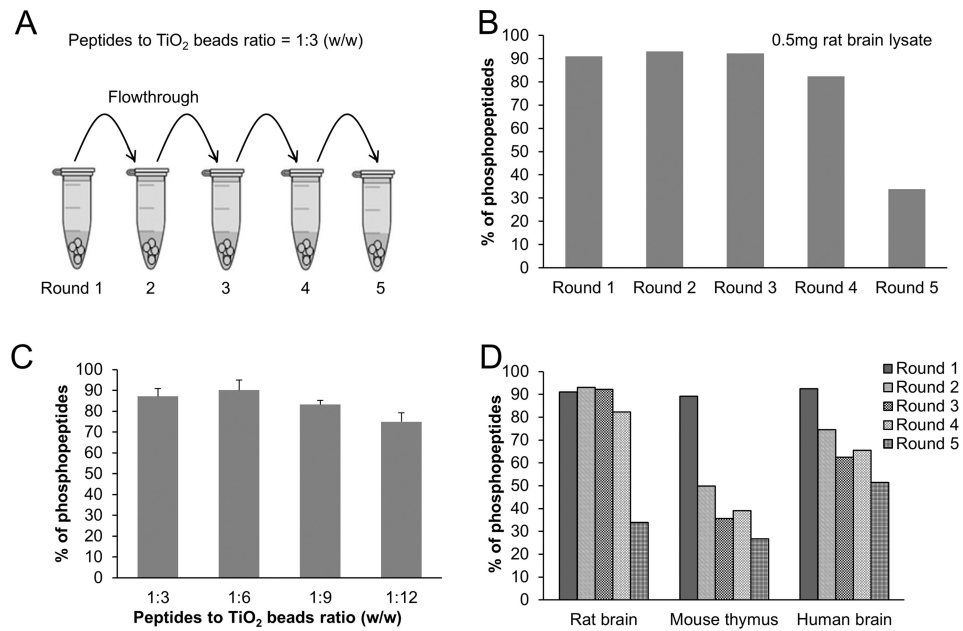 A
Peptides to TiO2 beads ratio = 1:3 (w/w)
Flowthrough
Round 1 2 3 4 5
B
0.5mg rat brain lysate
% of phosphopeptideds
100
90
80
70
60
50
40
30
20
10
0
Round 1 Round 2 Round 3 Round 4 Round 5
C
% of phosphopeptides
100
90
80
70
60
50
40
30
20
10
0
1:3 1:6 1:9 1:12
Peptides to TiO2 beads ratio (w/w)
D
% of phosphopeptides
100
90
80
70
60
50
40
30
20
10
0
Rat brain Mouse thymus Human brain
Round 1
Round 2
Round 3
Round 4
Round 5